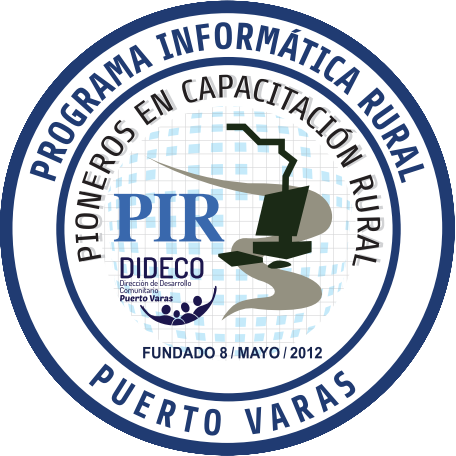 PROGRAMA INFORMÁTICA RURAL
PIONEROS EN CAPACITACIÓN RURAL
PIR
DIDECO
Dirección de Desarrollo
Comunitario
Puerto Varas
FUNDADO 8 / MAYO / 2012
PUERTO VARAS